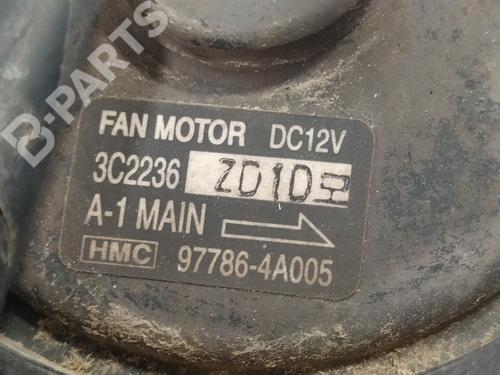 B-PARTS
FAN MOTOR DC12V
3C2236 ZD1D
A-1 MAIN
HMC 97786-4A005